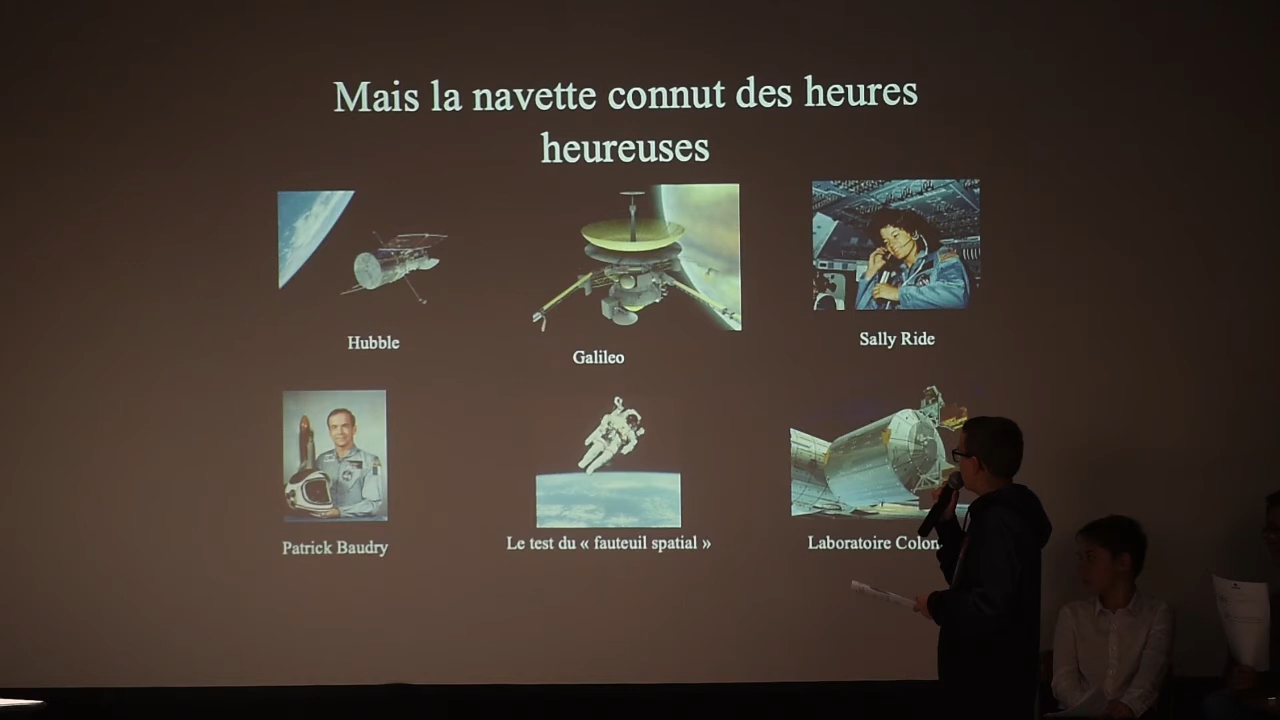 Mais la navette connut des heures
heureuses
Hubble
Galileo
Sally Ride
Patrick Baudry
Le test du « fauteuil spatial »
Laboratoire